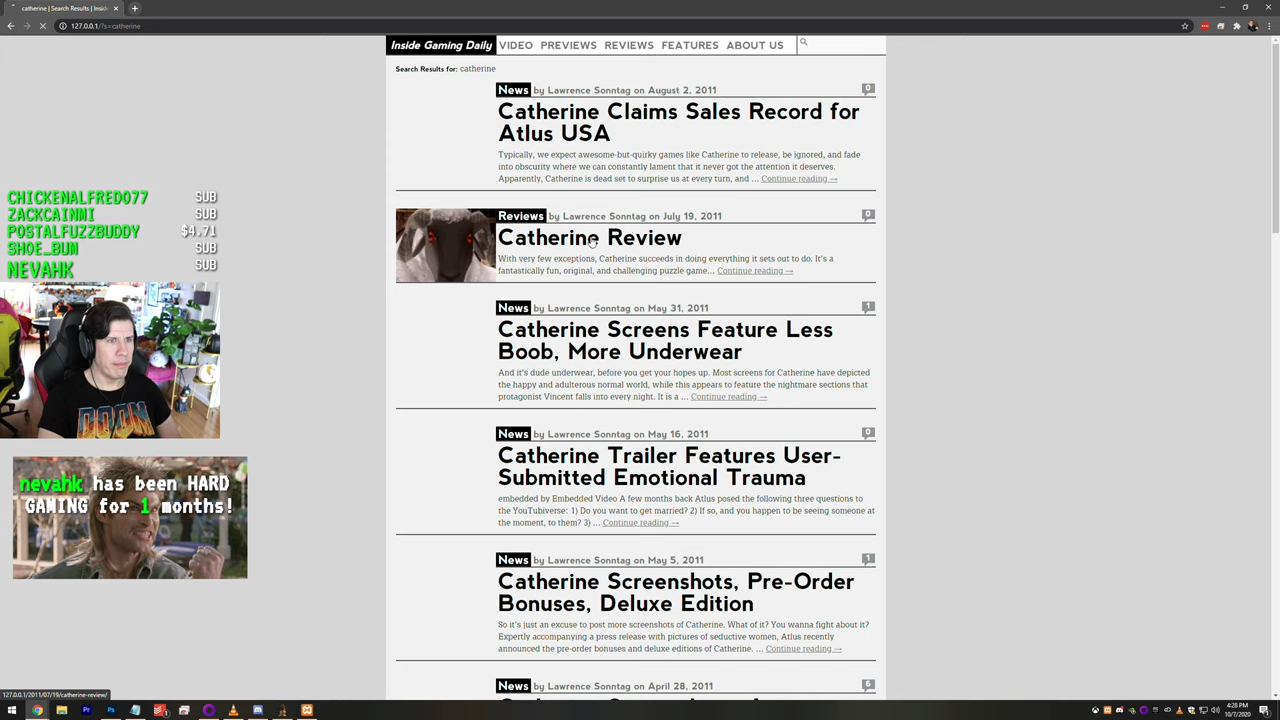 catherine | Search Results | Inside
127.0.0.1/?s=catherine
Inside Gaming Daily VIDEO PREVIEWS REVIEWS FEATURES ABOUT US
Search Results for: catherine
News by Lawrence Sonntag on August 2, 2011 0
Catherine Claims Sales Record for
Atlus USA
Typically, we expect awesome-but-quirky games like Catherine to release, be ignored, and fade
into obscurity where we can constantly lament that it never got the attention it deserves.
Apparently, Catherine is dead set to surprise us at every turn, and ... Continue reading →
Reviews by Lawrence Sonntag on July 19, 2011 0
Catherine Review
With very few exceptions, Catherine succeeds in doing everything it sets out to do. It's a
fantastically fun, original, and challenging puzzle game... Continue reading →
News by Lawrence Sonntag on May 31, 2011 1
Catherine Screens Feature Less
Boob, More Underwear
And it's dude underwear, before you get your hopes up. Most screens for Catherine have depicted
the happy and adulterous normal world, while this appears to feature the nightmare sections that
protagonist Vincent falls into every night. It is a ... Continue reading →
News by Lawrence Sonntag on May 16, 2011 0
Catherine Trailer Features User-
Submitted Emotional Trauma
embedded by Embedded Video A few months back Atlus posed the following three questions to
the YouTubiverse: 1) Do you want to get married? 2) If so, and you happen to be seeing someone at
the moment, to them? 3) ... Continue reading →
News by Lawrence Sonntag on May 5, 2011 1
Catherine Screenshots, Pre-Order
Bonuses, Deluxe Edition
So it's just an excuse to post more screenshots of Catherine. What of it? You wanna fight about it?
Expertly accompanying a press release with pictures of seductive women, Atlus recently
announced the pre-order bonuses and deluxe editions of Catherine. ... Continue reading →
News by Lawrence Sonntag on April 28, 2011 6
CHICKENALFREDO77 SUB
ZACKCAINMI SUB
POSTALFUZZBUDDY $4.71
SHOE_BUM SUB
NEVAHK SUB
DOOM
nevahk has been HARD
GAMING for 1 months!
127.0.0.1/2011/07/19/catherine-review/
4:28 PM
10/7/2020